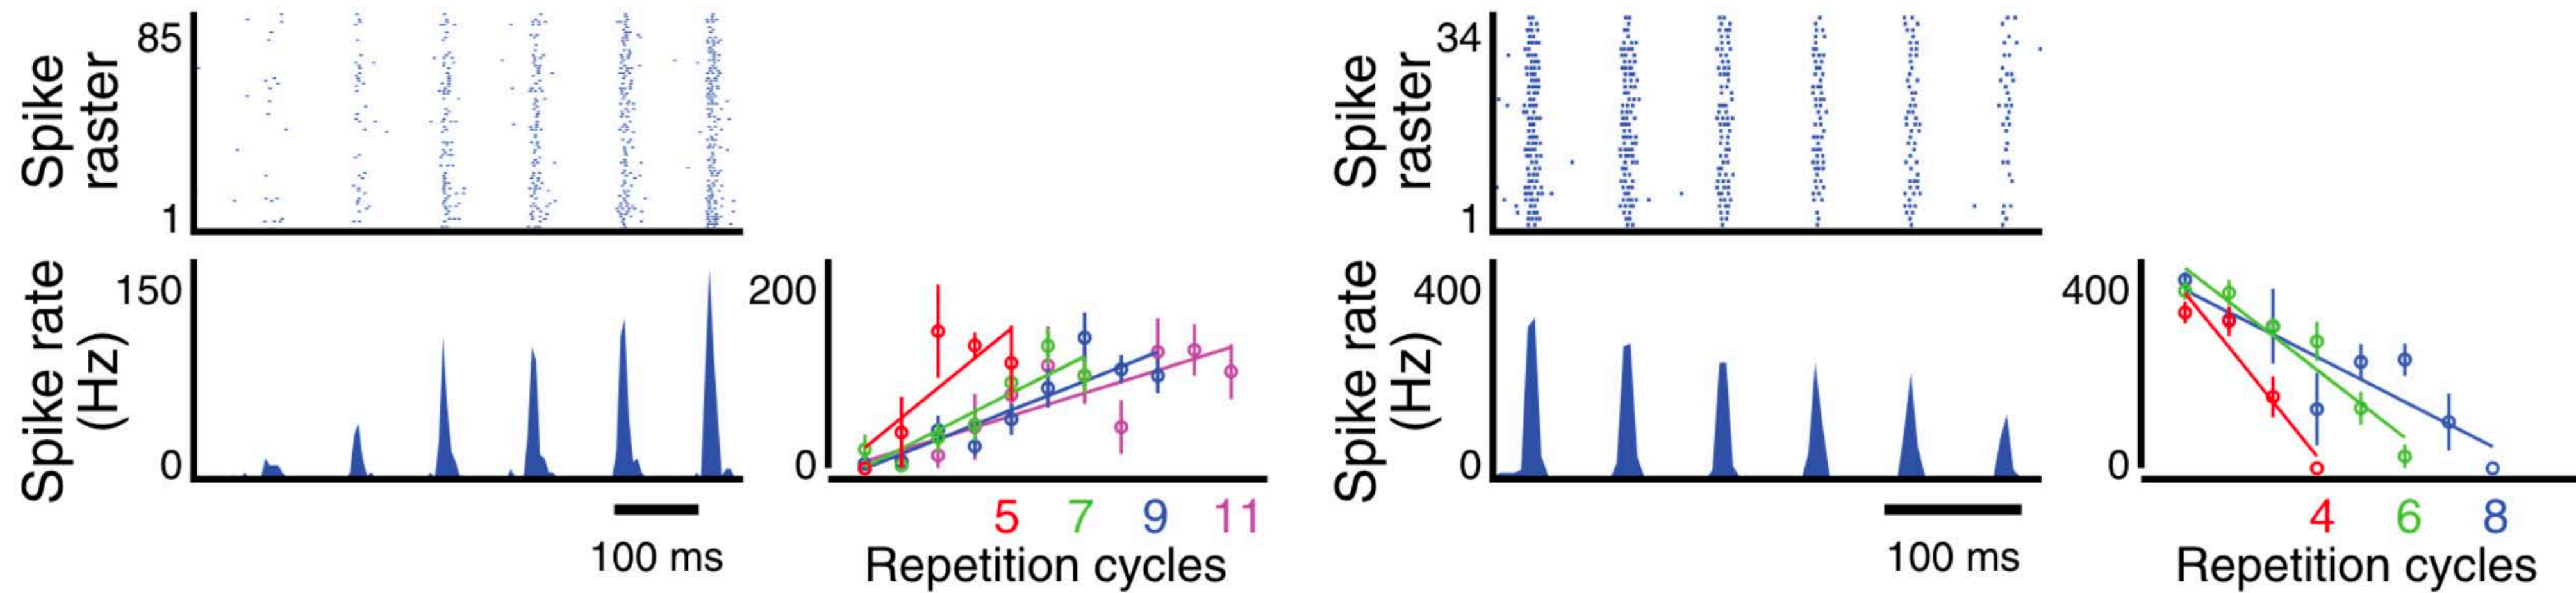 Spike
raster
85
1
Spike rate
(Hz)
150
0
100 ms
200
0
5 7 9 11
Repetition cycles
Spike
raster
34
1
Spike rate
(Hz)
400
0
100 ms
400
0
4 6 8
Repetition cycles